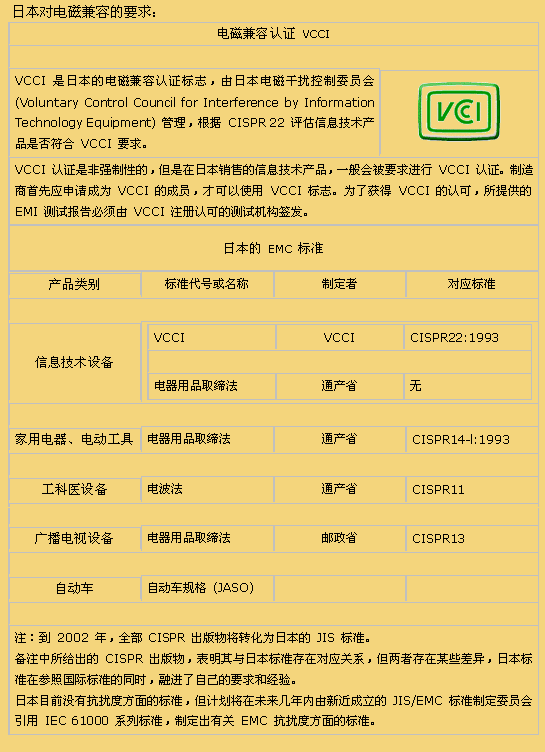 日本对电磁兼容的要求:
电磁兼容认证 VCCI
VCCI 是日本的电磁兼容认证标志，由日本电磁干扰控制委员会
(Voluntary Control Council for Interference by Information
Technology Equipment) 管理，根据 CISPR 22 评估信息技术产
品是否符合 VCCI 要求。
VCCI
VCCI 认证是非强制性的，但是在日本销售的信息技术产品，一般会被要求进行 VCCI 认证。制造
商首先应申请成为 VCCI 的成员，才可以使用 VCCI 标志。为了获得 VCCI 的认可，所提供的
EMI 测试报告必须由 VCCI 注册认可的测试机构签发。
日本的 EMC 标准
产品类别 标准代号或名称 制定者 对应标准
信息技术设备
VCCI VCCI CISPR22:1993
电器用品取缔法 通产省 无
家用电器、电动工具 电器用品取缔法 通产省 CISPR14-l:1993
工科医设备 电波法 通产省 CISPR11
广播电视设备 电器用品取缔法 邮政省 CISPR13
自动车 自动车规格 (JASO)
注：到 2002 年，全部 CISPR 出版物将转化为日本的 JIS 标准。
备注中所给出的 CISPR 出版物，表明其与日本标准存在对应关系，但两者存在某些差异，日本标
准在参照国际标准的同时，融进了自己的要求和经验。
日本目前没有抗扰度方面的标准，但计划将在未来几年内由新近成立的 JIS/EMC 标准制定委员会
引用 IEC 61000 系列标准，制定出有关 EMC 抗扰度方面的标准。